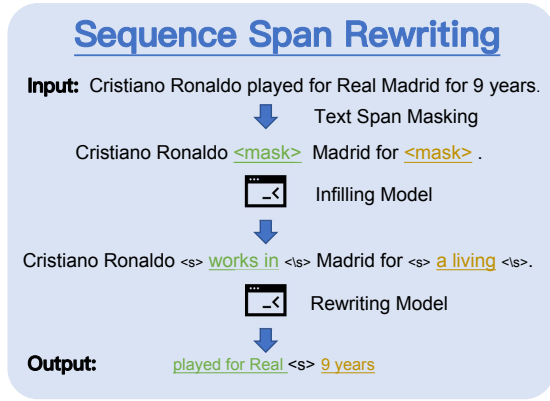 Sequence Span Rewriting
Input: Cristiano Ronaldo played for Real Madrid for 9 years.
Text Span Masking
Cristiano Ronaldo <mask> Madrid for <mask> .
Infilling Model
Cristiano Ronaldo <s> works in <\s> Madrid for <s> a living <\s>.
Rewriting Model
Output: played for Real <s> 9 years